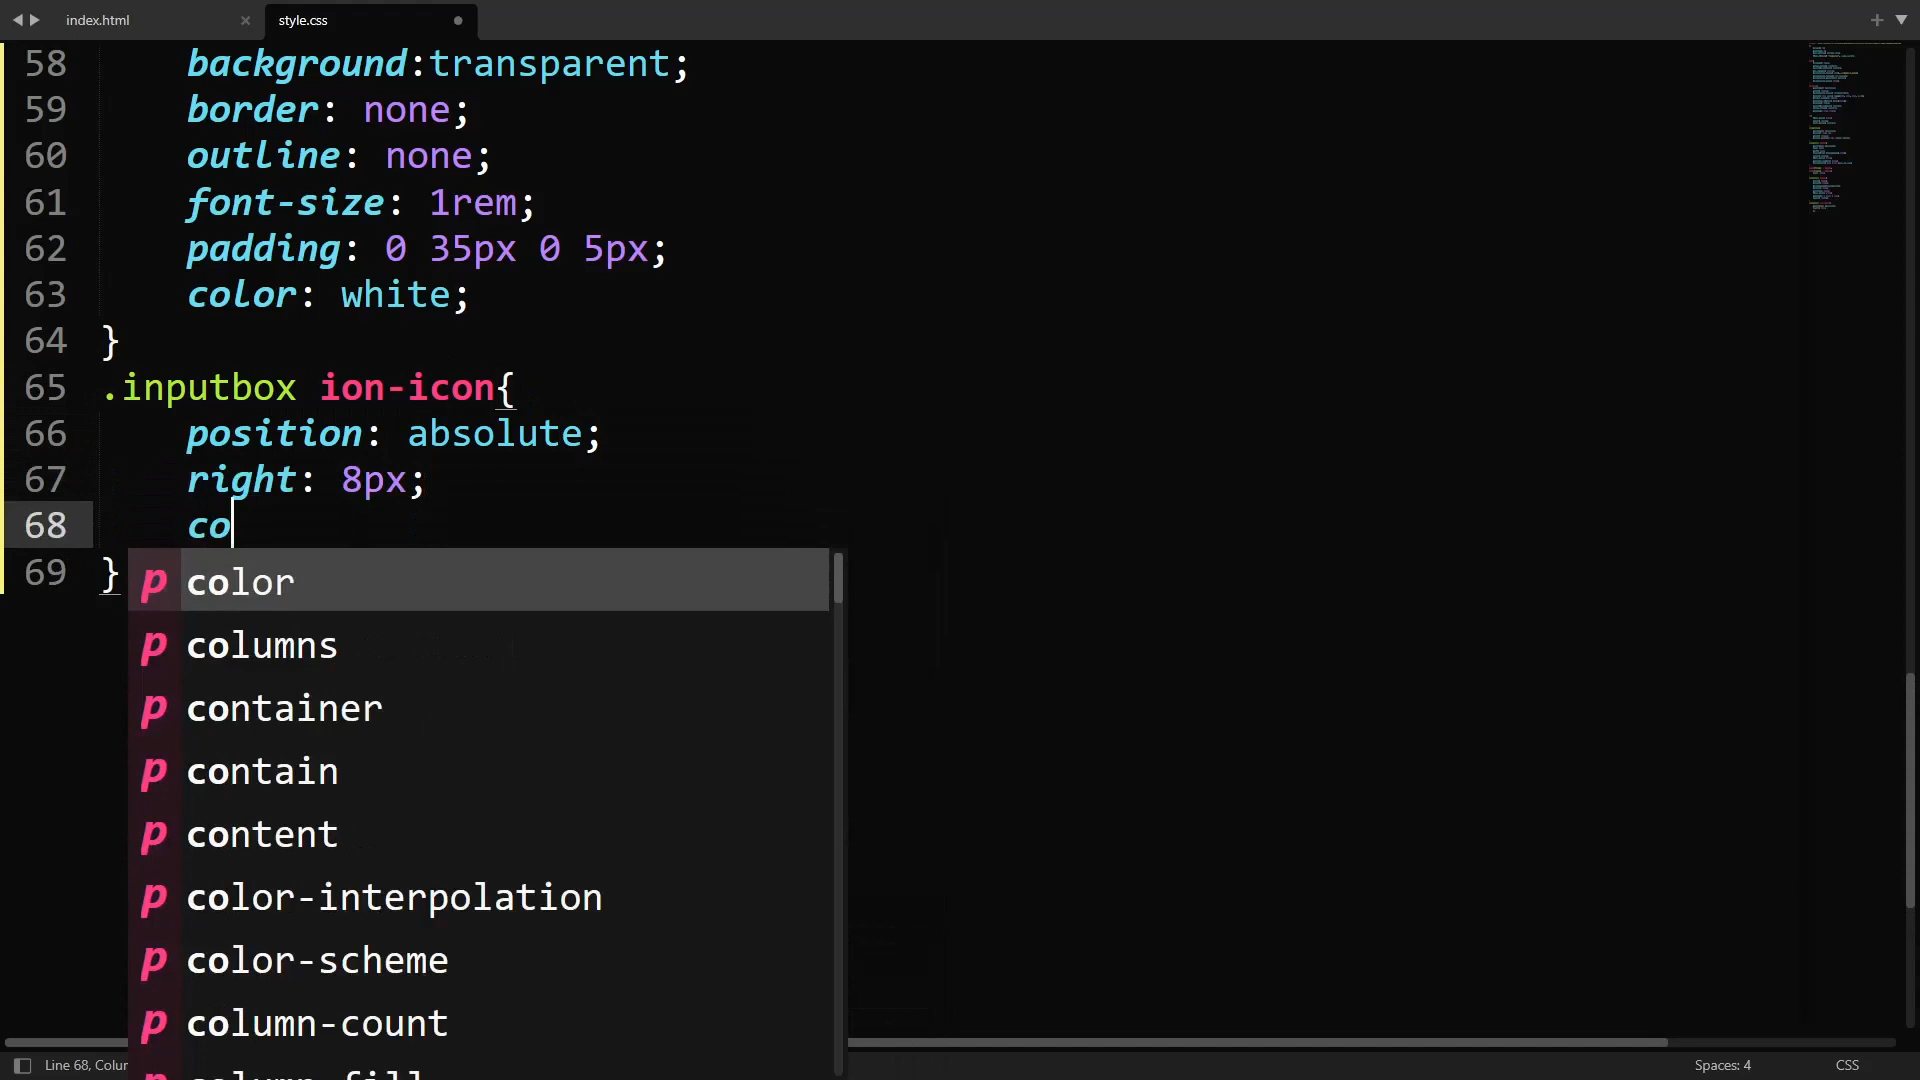 index.html
style.css
58 background:transparent;
59 border: none;
60 outline: none;
61 font-size: 1rem;
62 padding: 0 35px 0 5px;
63 color: white;
64 }
65 .inputbox ion-icon{
66 position: absolute;
67 right: 8px;
68 co
69 }
p color
p columns
p container
p contain
p content
p color-interpolation
p color-scheme
p column-count
Line 68, Colum
Spaces: 4
CSS